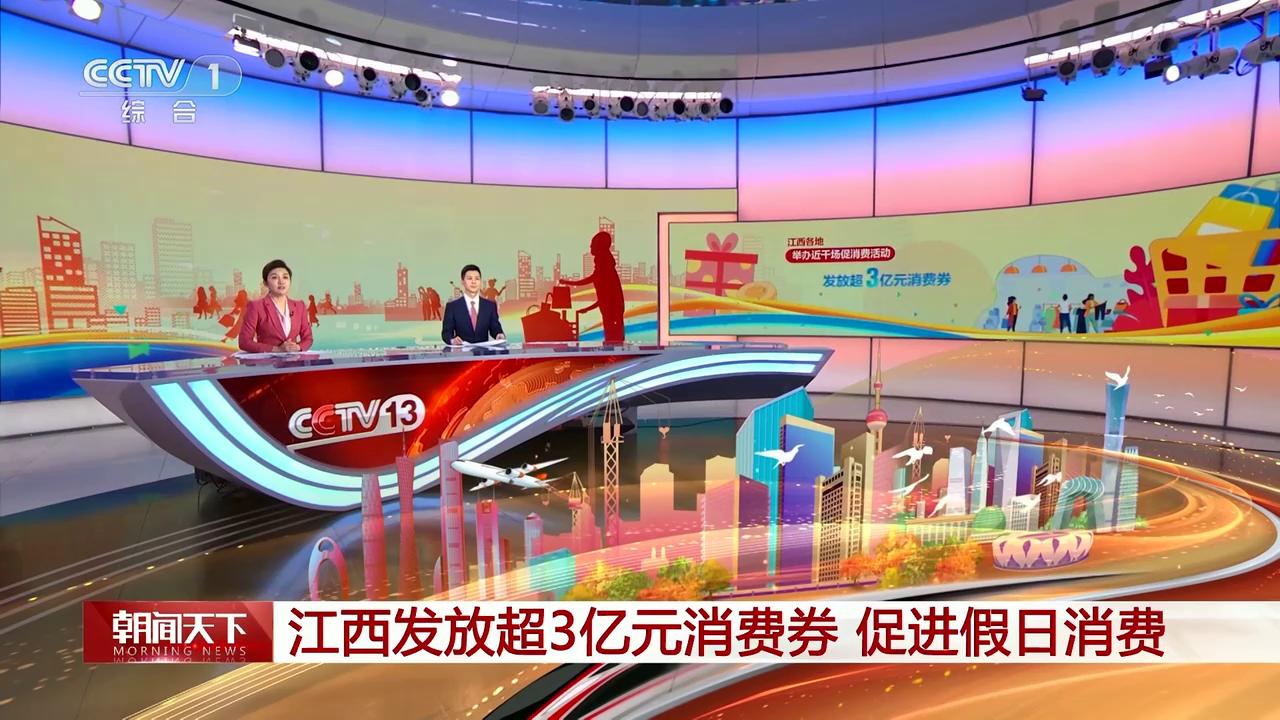 CCTV 1
综合
江西各地
举办近千场促消费活动
发放超3亿元消费券
CCTV 13
朝闻天下
MORNING NEWS
江西发放超3亿元消费券 促进假日消费